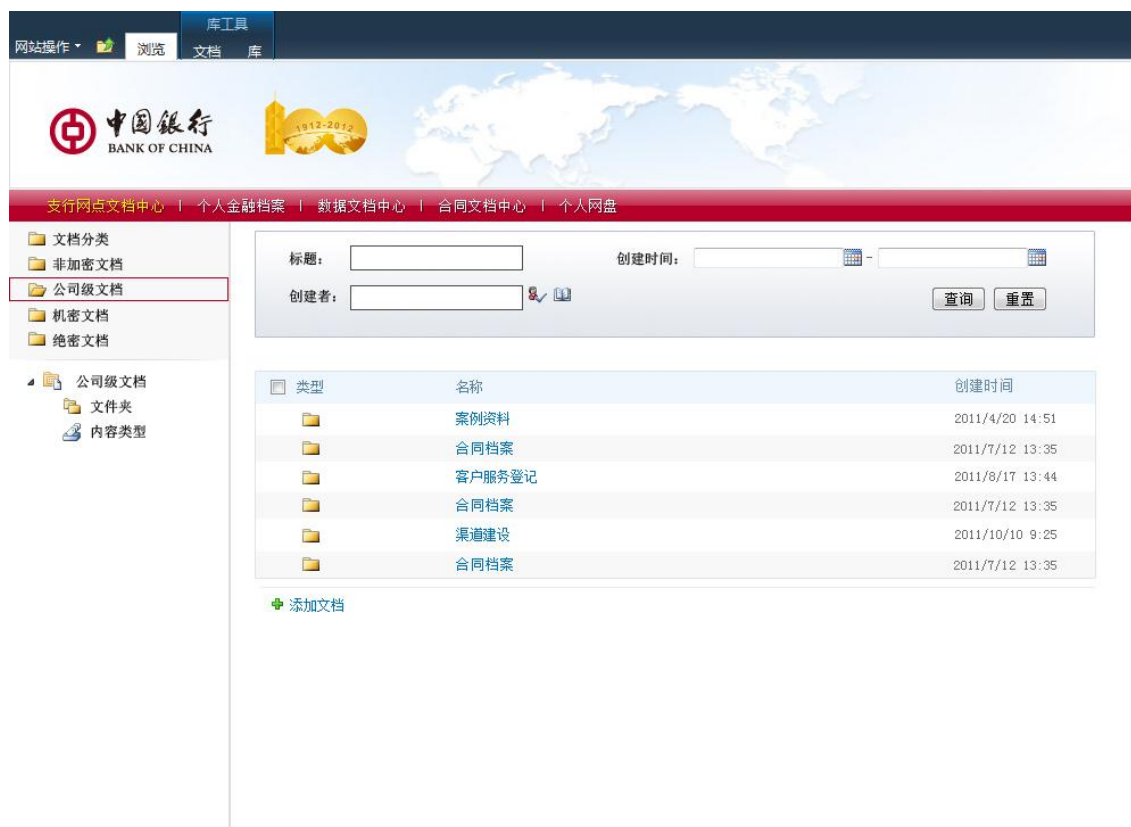 库工具
网站操作 浏览 文档 库
中国銀行
BANK OF CHINA
1912-2012
支行网点文档中心 | 个人金融档案 | 数据文档中心 | 合同文档中心 | 个人网盘
文档分类
非加密文档
公司级文档
机密文档
绝密文档
公司级文档
文件夹
内容类型
标题： 创建时间： -
创建者：
查询 重置
类型 名称 创建时间
案例资料 2011/4/20 14:51
合同档案 2011/7/12 13:35
客户服务登记 2011/8/17 13:44
合同档案 2011/7/12 13:35
渠道建设 2011/10/10 9:25
合同档案 2011/7/12 13:35
添加文档